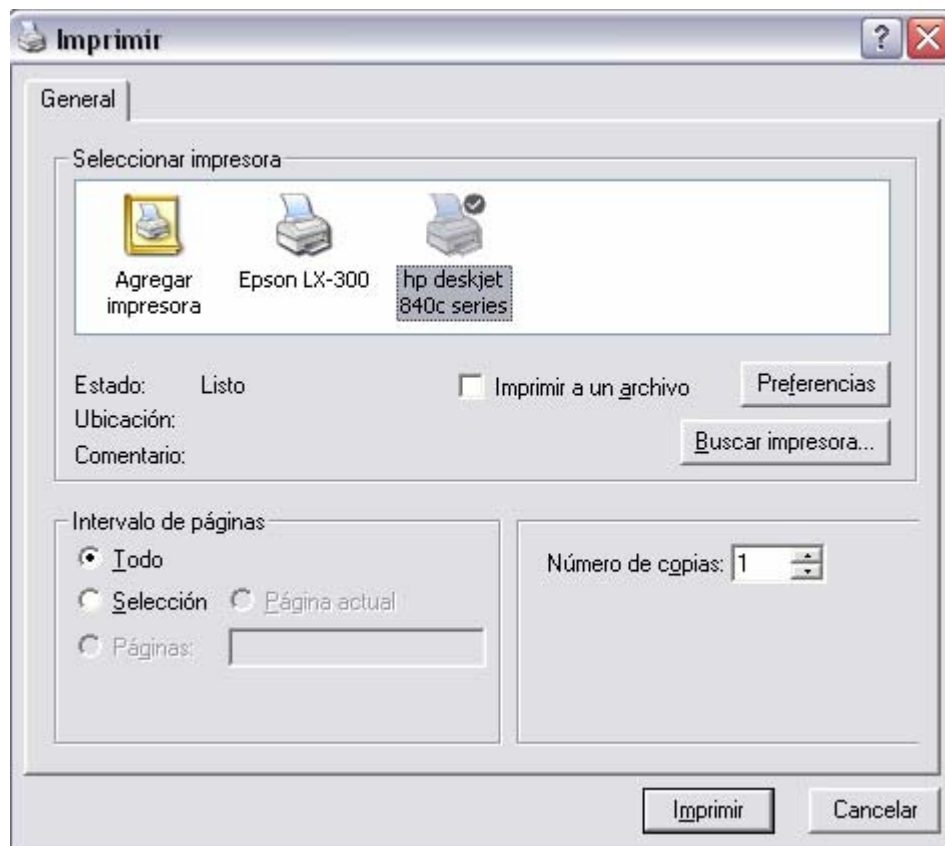 Imprimir
General
Seleccionar impresora
Agregar
impresora
Epson LX-300
hp deskjet
840c series
Estado: Listo
Imprimir a un archivo
Preferencias
Ubicación:
Buscar impresora...
Comentario:
Intervalo de páginas
Todo
Selección
Página actual
Páginas:
Número de copias: 1
Imprimir
Cancelar